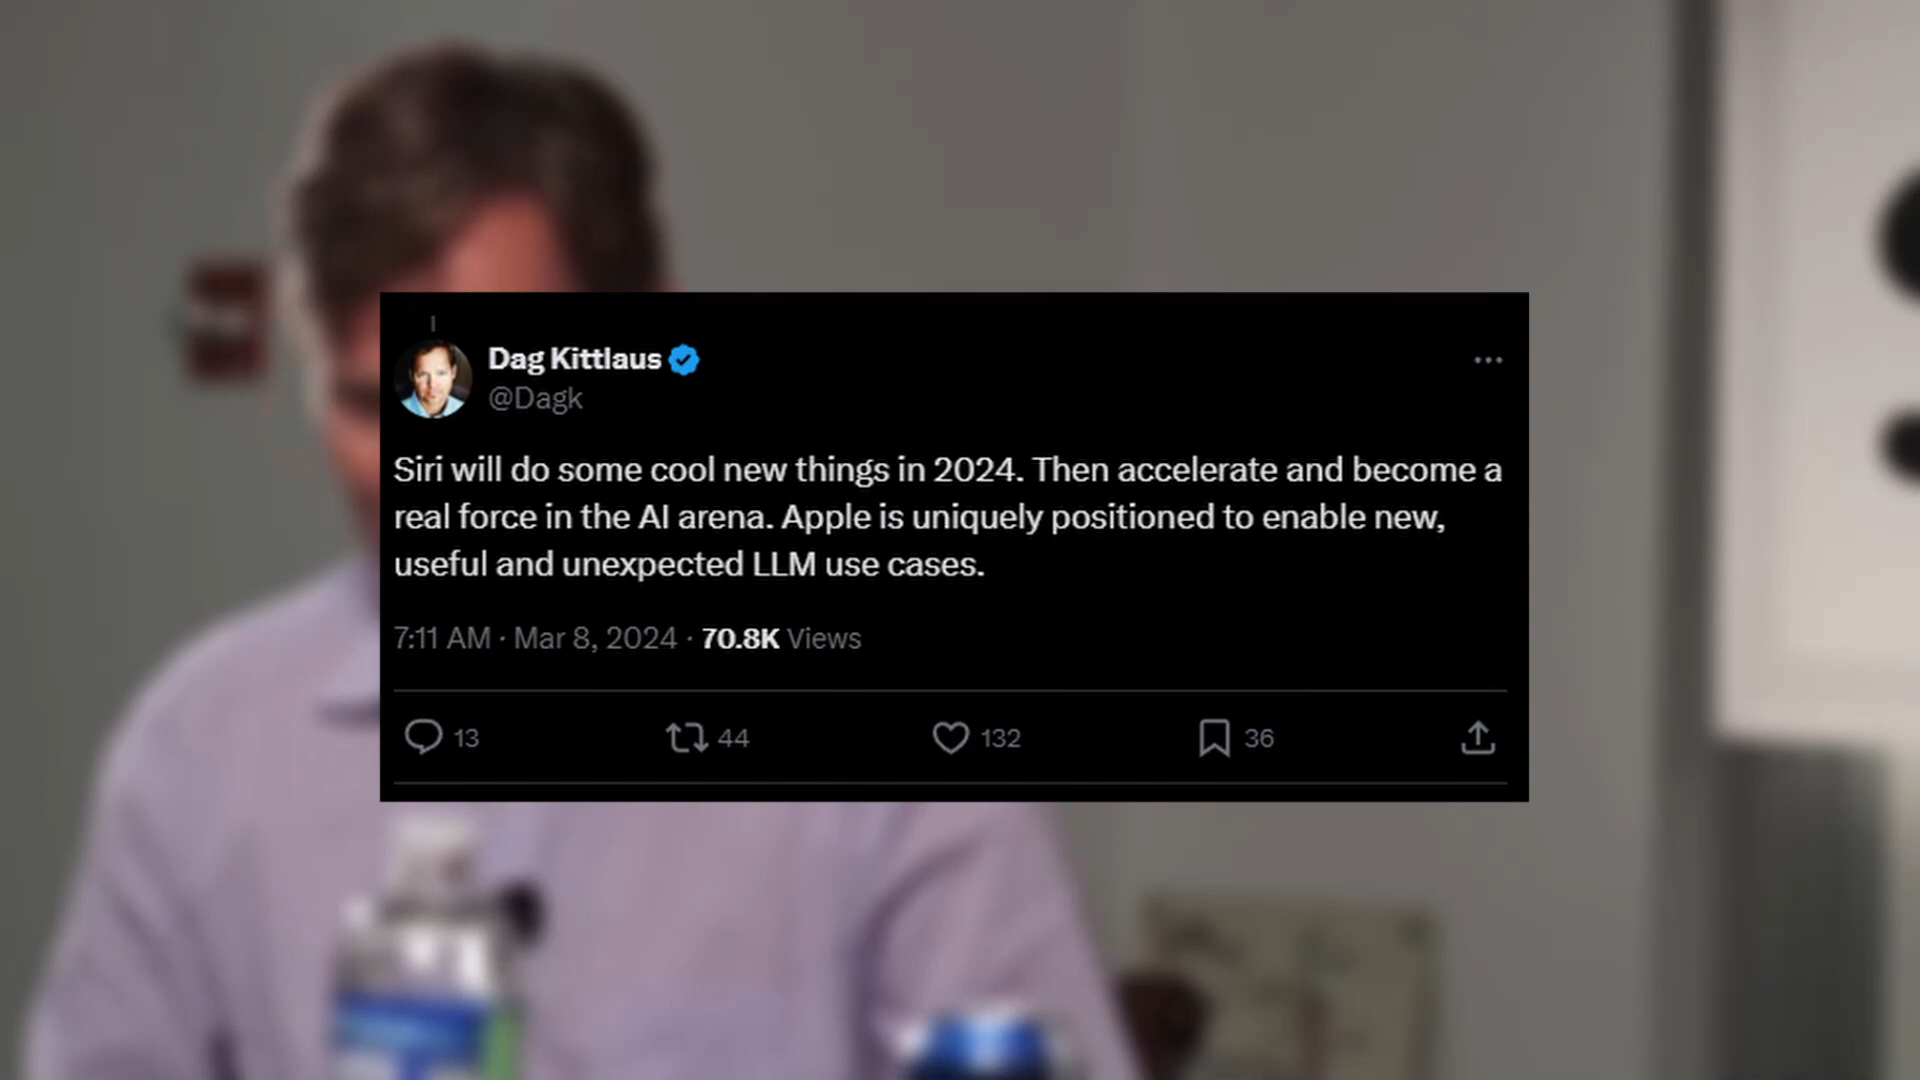 Dag Kittlaus
@Dagk
Siri will do some cool new things in 2024. Then accelerate and become a
real force in the AI arena. Apple is uniquely positioned to enable new,
useful and unexpected LLM use cases.
7:11 AM · Mar 8, 2024 · 70.8K Views
13 44 132 36